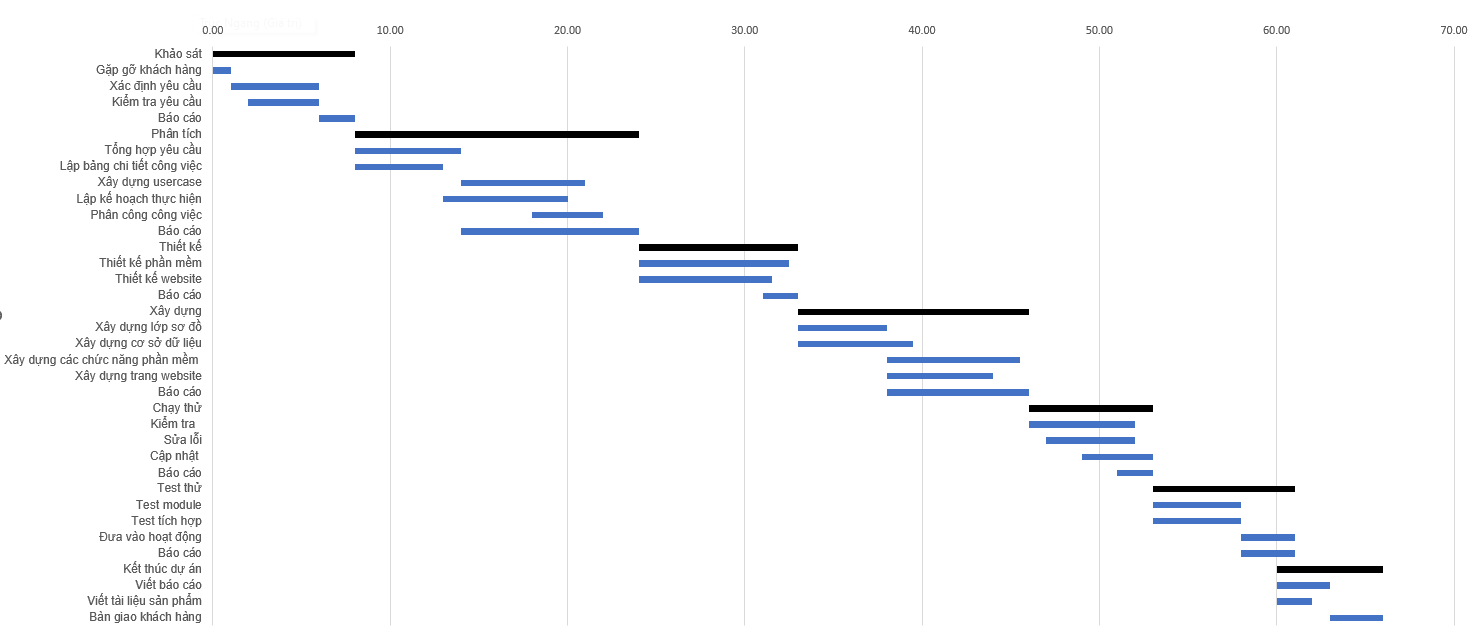 0.00 10.00 20.00 30.00 40.00 50.00 60.00 70.00
Khảo sát
Gặp gỡ khách hàng
Xác định yêu cầu
Kiểm tra yêu cầu
Báo cáo
Phân tích
Tổng hợp yêu cầu
Lập bảng chi tiết công việc
Xây dựng usercase
Lập kế hoạch thực hiện
Phân công công việc
Báo cáo
Thiết kế
Thiết kế phần mềm
Thiết kế website
Báo cáo
Xây dựng
Xây dựng lớp sơ đồ
Xây dựng cơ sở dữ liệu
Xây dựng các chức năng phần mềm
Xây dựng trang website
Báo cáo
Chạy thử
Kiểm tra
Sửa lỗi
Cập nhật
Báo cáo
Test thử
Test module
Test tích hợp
Đưa vào hoạt động
Báo cáo
Kết thúc dự án
Viết báo cáo
Viết tài liệu sản phẩm
Bàn giao khách hàng